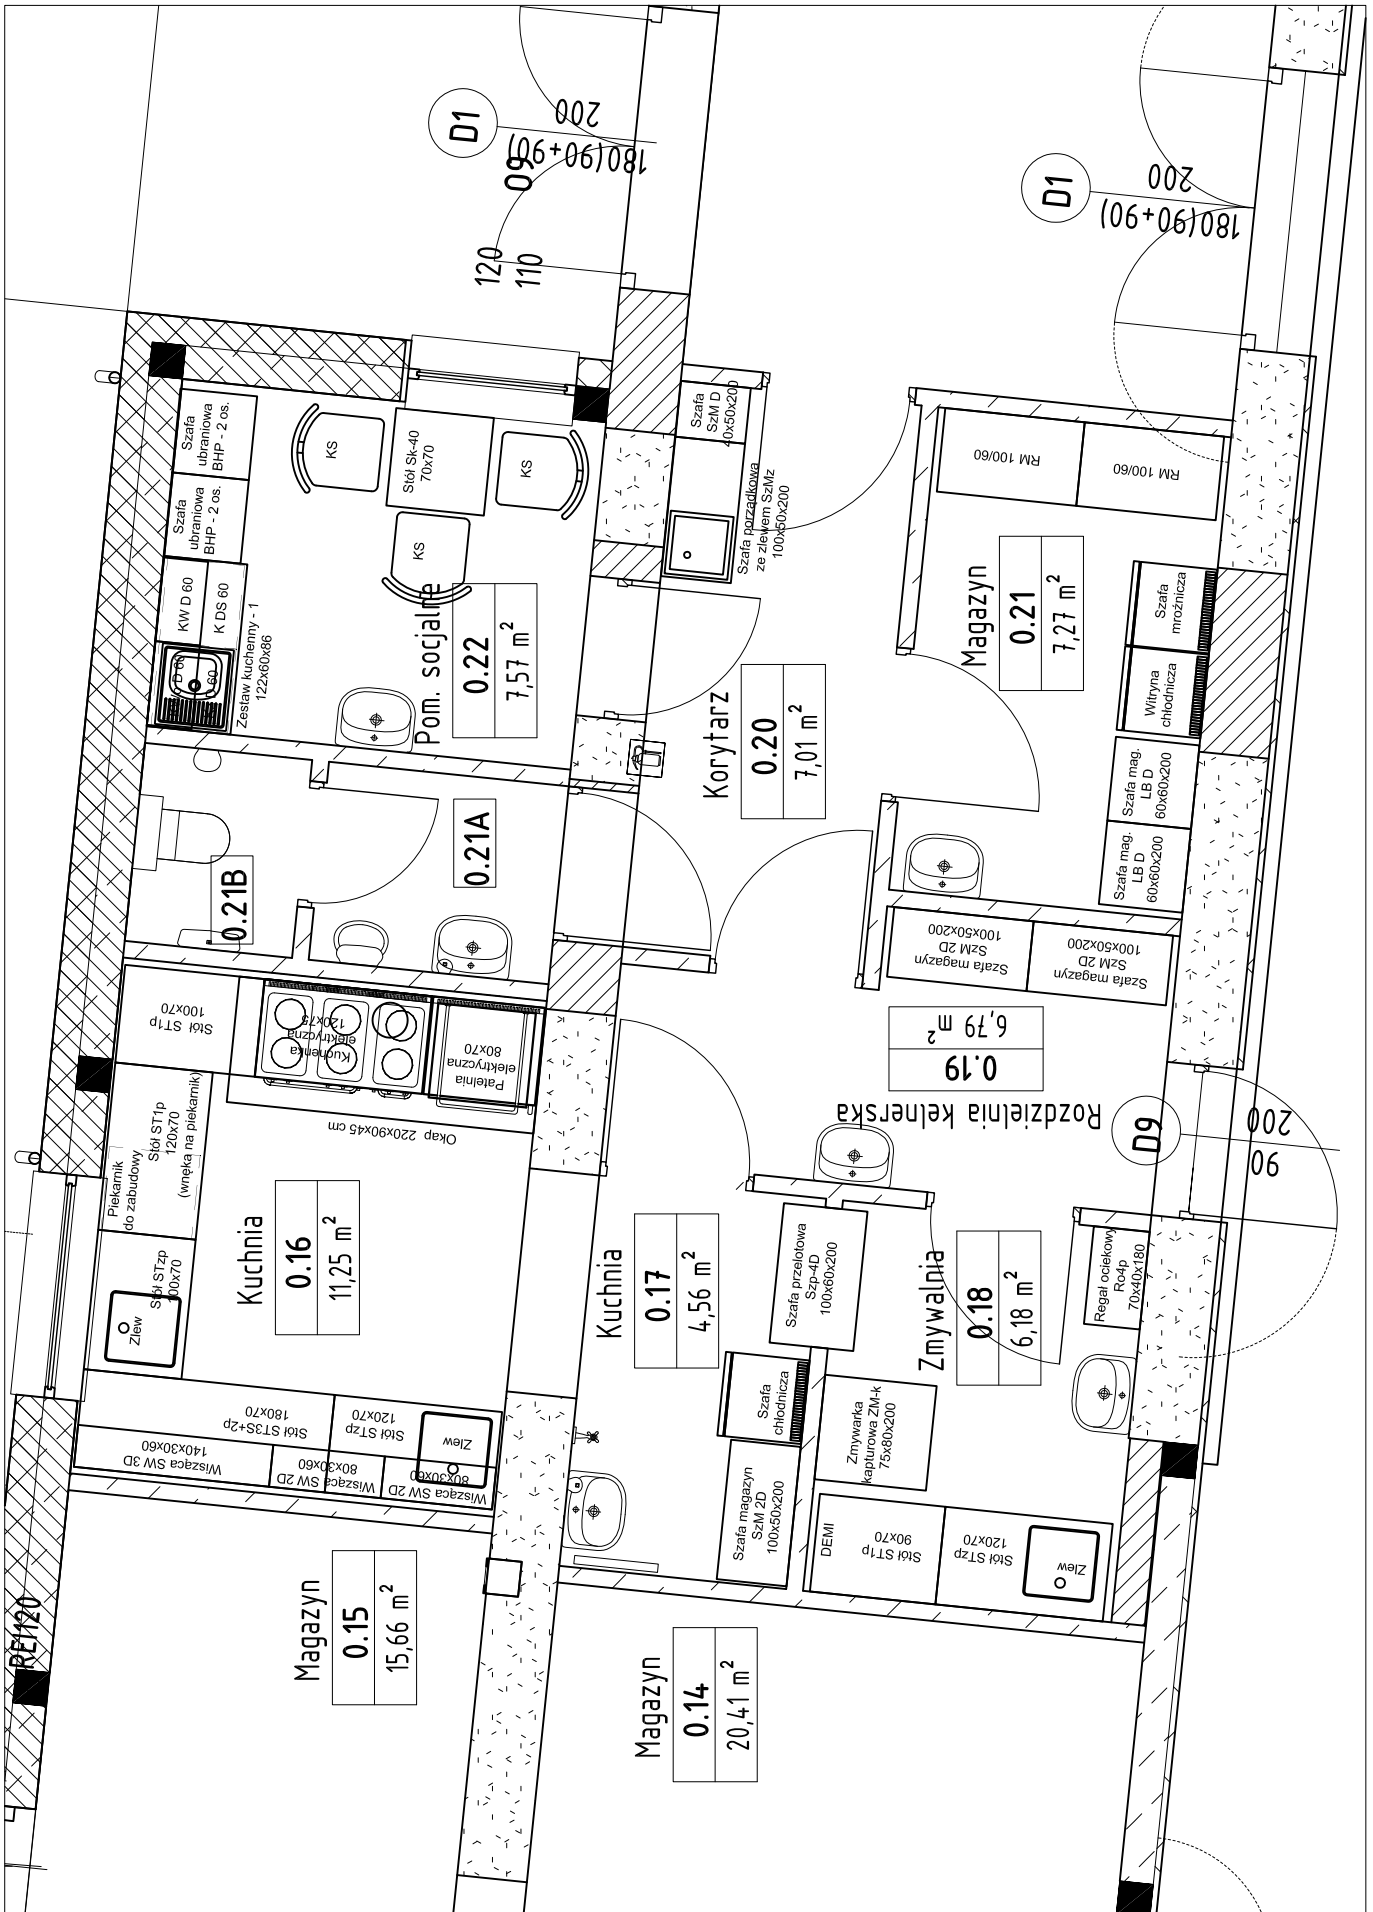 D1
200
180(90+90)
O9
120
110
D1
200
180(90+90)
Szafa
ubraniowa
BHP - 2 os.
Szafa
ubraniowa
BHP - 2 os.
KW D 60
K DS 60
Zestaw kuchenny - 1
122x60x86
KS
Stół Sk-40
70x70
KS
KS
Pom. socjalne
0.22
7,57 m²
Szafa
SzM D
40x50x200
Szafa porządkowa
ze zlewem SzMz
100x50x200
RM 100/60
RM 100/60
Magazyn
0.21
7,27 m²
Szafa
mroźnicza
Witryna
chłodnicza
Szafa mag.
LB D
60x60x200
Szafa mag.
LB D
60x60x200
Korytarz
0.20
7,01 m²
0.21A
0.21B
Szafa magazyn
SzM 2D
100x50x200
Szafa magazyn
SzM 2D
100x50x200
Rozdzielnia kelnerska
0.19
6,79 m²
D9
200
90
Stół ST1p
100x70
Kuchenka
elektryczna
120x75
Patelnia
elektryczna
80x70
Okap 220x90x45 cm
Piekarnik
do zabudowy
Stół ST1p
120x70
(wnęka na piekarnik)
Stół STzp
100x70
Zlew
Kuchnia
0.16
11,25 m²
Stół ST3S+2p
180x70
Stół STzp
120x70
Zlew
Wisząca SW 3D
140x30x60
Wisząca SW 2D
80x30x60
Wisząca SW 2D
80x30x60
Kuchnia
0.17
4,56 m²
Szafa przelotowa
Szp-4D
100x60x200
Szafa
chłodnicza
Szafa magazyn
SzM 2D
100x50x200
Zmywalnia
0.18
6,18 m²
Regał ociekowy
Ro4p
70x40x180
Zmywarka
kapturowa ZM-k
75x80x200
DEMI
Stół ST1p
90x70
Stół STzp
120x70
Zlew
Magazyn
0.15
15,66 m²
Magazyn
0.14
20,41 m²
REI120